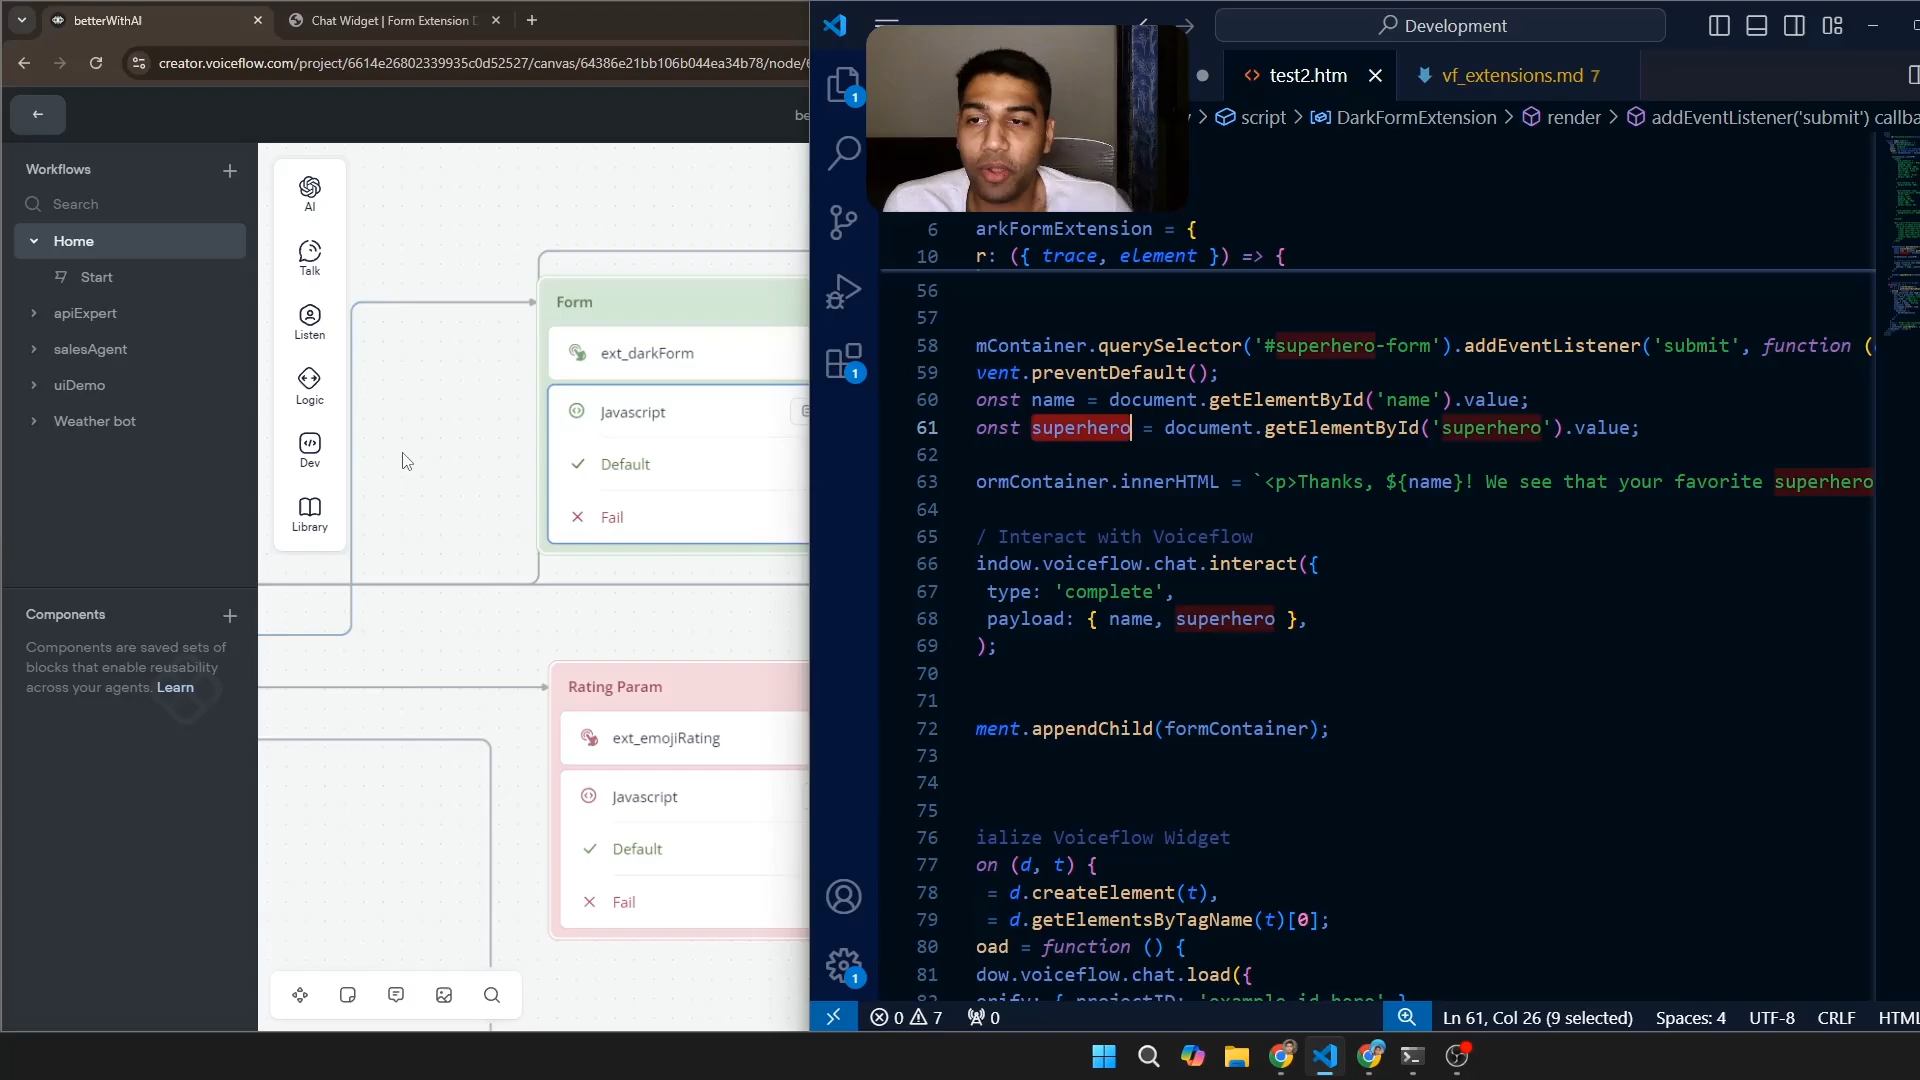 betterWithAI
Chat Widget | Form Extension D
creator.voiceflow.com/project/6614e26802339935c0d52527/canvas/64386e21bb106b044ea34b78/node/6
be
Workflows
Search
Home
Start
apiExpert
salesAgent
uiDemo
Weather bot
Components
Components are saved sets of
blocks that enable reusability
across your agents. Learn
AI
Talk
Listen
Logic
Dev
Library
Form
ext_darkForm
Javascript
Default
Fail
Rating Param
ext_emojiRating
Javascript
Default
Fail
Development
test2.htm
vf_extensions.md 7
script > DarkFormExtension > render > addEventListener('submit') callba
1
1
1
6 arkFormExtension = {
10 r: ({ trace, element }) => {
56
57
58 mContainer.querySelector('#superhero-form').addEventListener('submit', function (
59 vent.preventDefault();
60 onst name = document.getElementById('name').value;
61 onst superhero = document.getElementById('superhero').value;
62
63 ormContainer.innerHTML = `<p>Thanks, ${name}! We see that your favorite superhero
64
65 / Interact with Voiceflow
66 indow.voiceflow.chat.interact({
67 type: 'complete',
68 payload: { name, superhero },
69 );
70
71
72 ment.appendChild(formContainer);
73
74
75
76 ialize Voiceflow Widget
77 on (d, t) {
78 = d.createElement(t),
79 = d.getElementsByTagName(t)[0];
80 oad = function () {
81 dow.voiceflow.chat.load({
0 7 0
Ln 61, Col 26 (9 selected) Spaces: 4 UTF-8 CRLF HTML